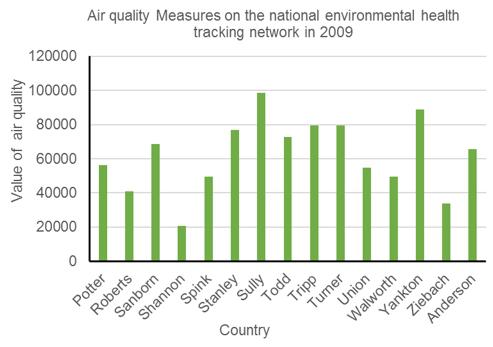 Air quality Measures on the national environmental health
tracking network in 2009
Value of air quality
120000
100000
80000
60000
40000
20000
0
Potter
Roberts
Sanborn
Shannon
Spink
Stanley
Sully
Todd
Tripp
Turner
Union
Walworth
Yankton
Ziebach
Anderson
Country